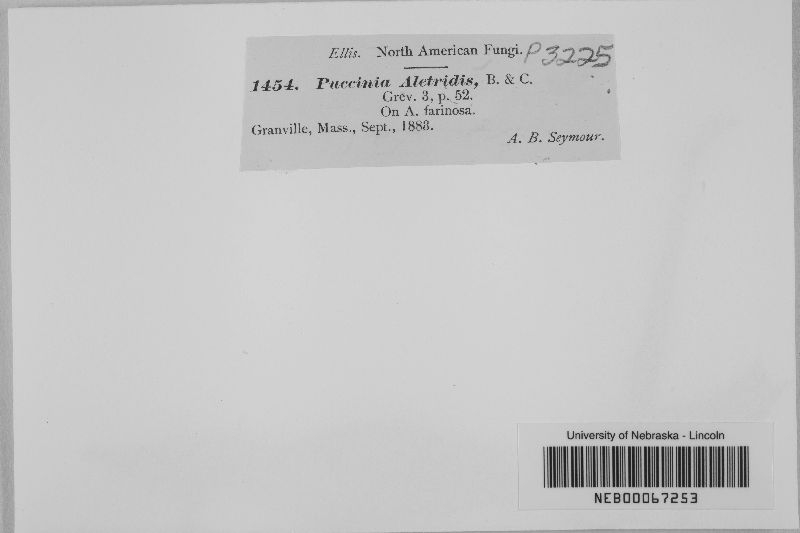 Ellis. North American Fungi. P3225
1454. Puccinia Aletridis, B. & C.
Grev. 3, p. 52.
On A. farinosa.
Granville, Mass., Sept., 1883.
A. B. Seymour.
University of Nebraska - Lincoln
NEB00067253